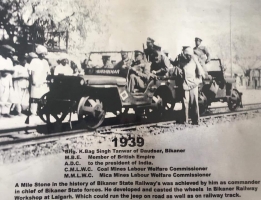 1939
Brig. K.Bag Singh Tanwar of Daudsar, Bikaner
M.B.E. Member of British Empire
A.D.C. to the president of India.
C.M.L.W.C. Coal Mines Labour Welfare Commissioner
M.M.L.W.C. Mica Mines Labour Welfare Commissioner
A Mile Stone in the history of Bikaner State Railway's was achieved by him as commander
in chief of Bikaner State forces. He developed and casted the wheels in Bikaner Railway
Workshop at Lalgarh. Which could run the jeep on road as well as on railway track.